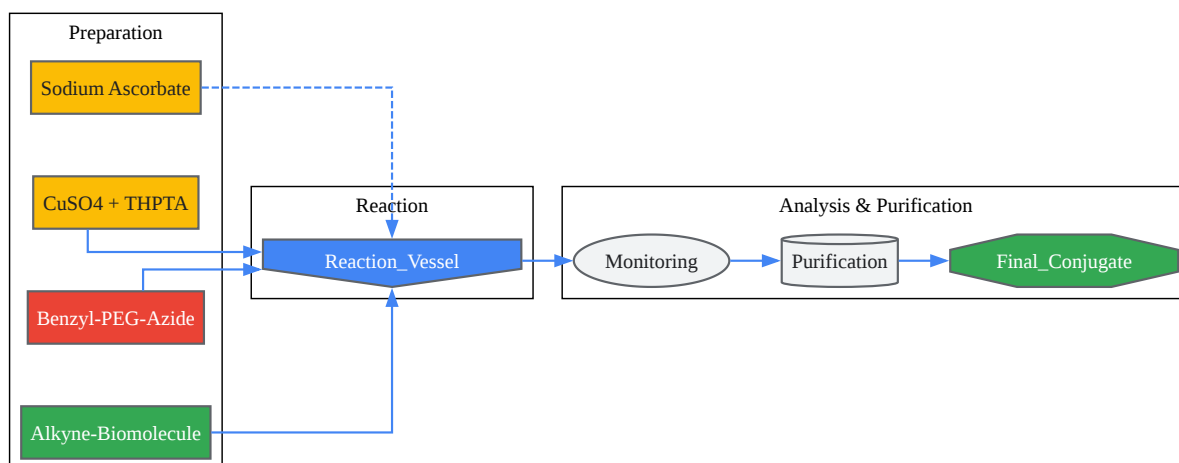 Preparation
Sodium Ascorbate
CuSO4 + THPTA
Benzyl-PEG-Azide
Alkyne-Biomolecule
Reaction
Reaction_Vessel
Analysis & Purification
Monitoring
Purification
Final_Conjugate